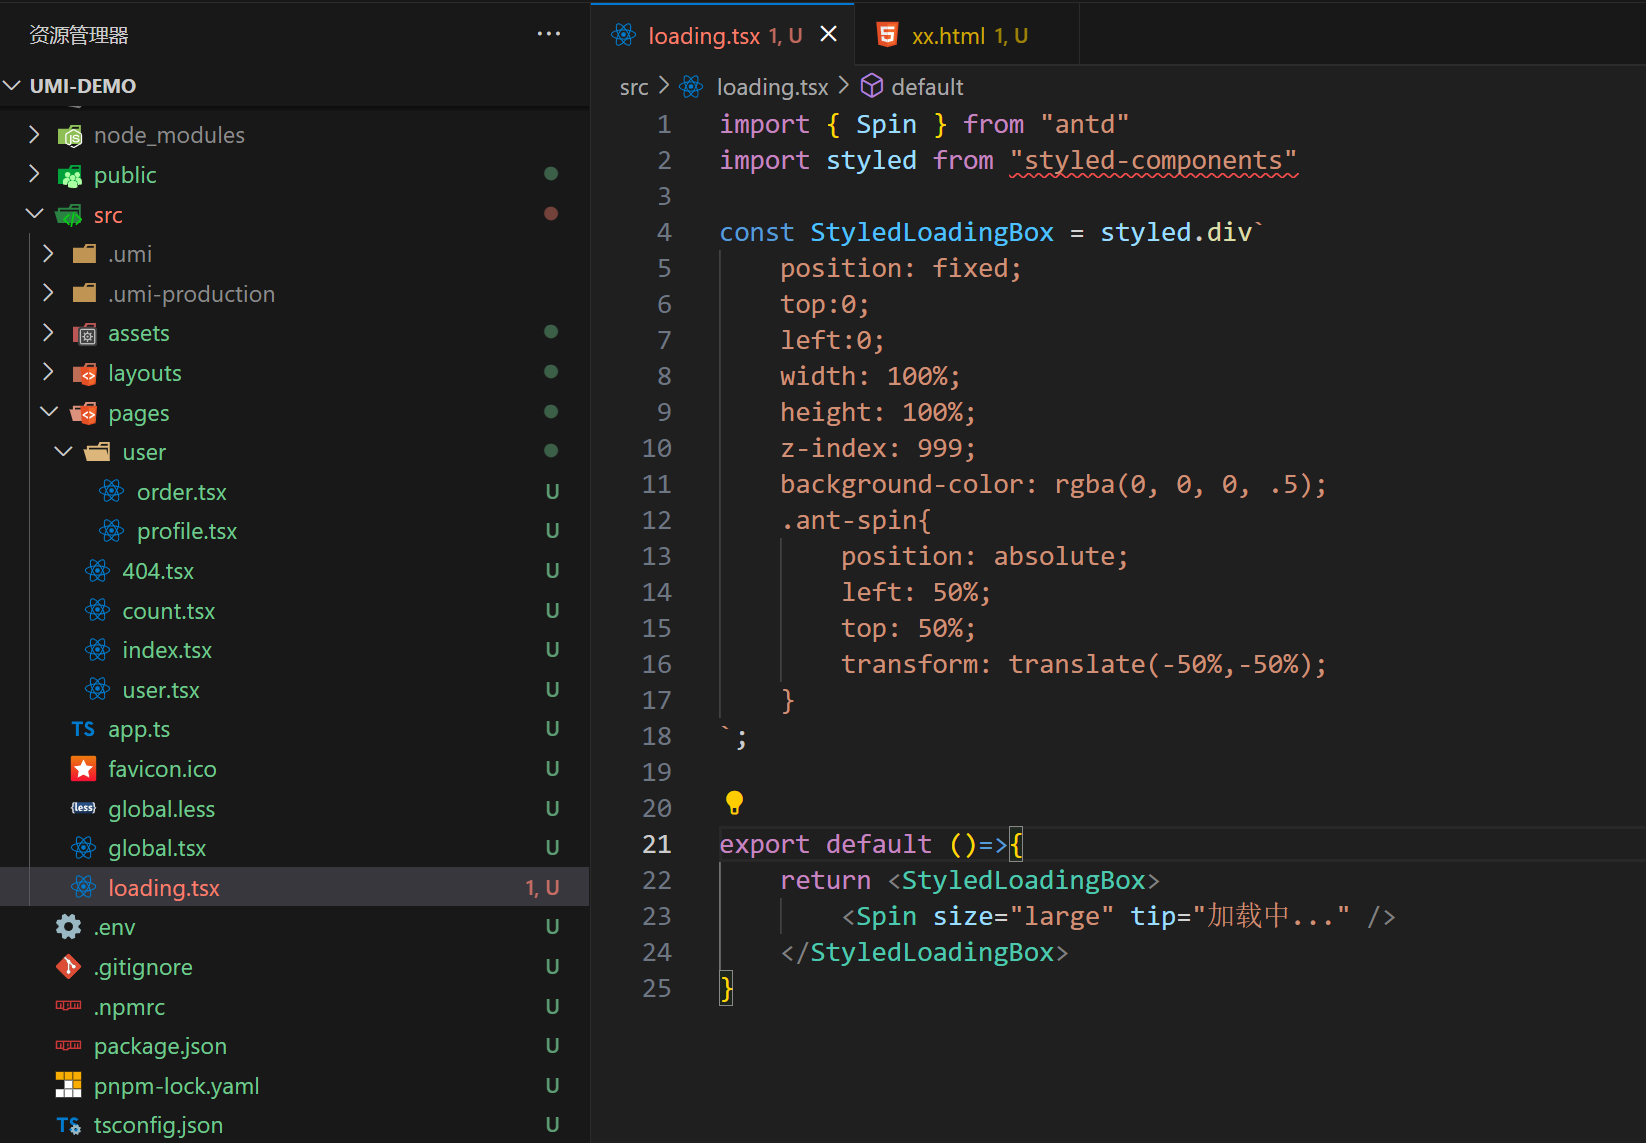 资源管理器
UMI-DEMO
node_modules
public
src
.umi
.umi-production
assets
layouts
pages
user
order.tsx U
profile.tsx U
404.tsx U
count.tsx U
index.tsx U
user.tsx U
TS app.ts U
favicon.ico U
{less} global.less U
global.tsx U
loading.tsx 1, U
.env U
.gitignore U
.npmrc U
package.json U
pnpm-lock.yaml U
TS tsconfig.json U
loading.tsx 1, U
xx.html 1, U
src > loading.tsx > default
1 import { Spin } from "antd"
2 import styled from "styled-components"
3
4 const StyledLoadingBox = styled.div`
5 position: fixed;
6 top:0;
7 left:0;
8 width: 100%;
9 height: 100%;
10 z-index: 999;
11 background-color: rgba(0, 0, 0, .5);
12 .ant-spin{
13 position: absolute;
14 left: 50%;
15 top: 50%;
16 transform: translate(-50%,-50%);
17 }
18 `;
19
20
21 export default ()=>{
22 return <StyledLoadingBox>
23 <Spin size="large" tip="加载中..." />
24 </StyledLoadingBox>
25 }